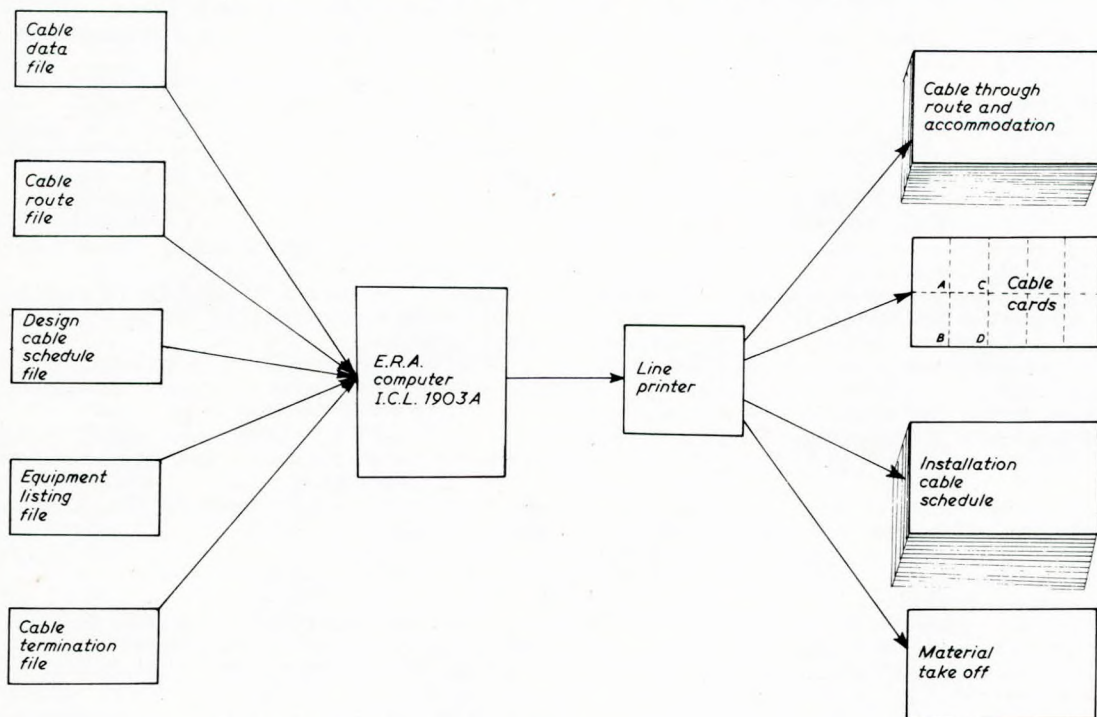 Cable
data
file
Cable
route
file
Design
cable
schedule
file
Equipment
listing
file
Cable
termination
file
E.R.A.
computer
I.C.L. 1903A
Line
printer
Cable through
route and
accommodation
A C Cable
cards
B D
Installation
cable
schedule
Material
take off